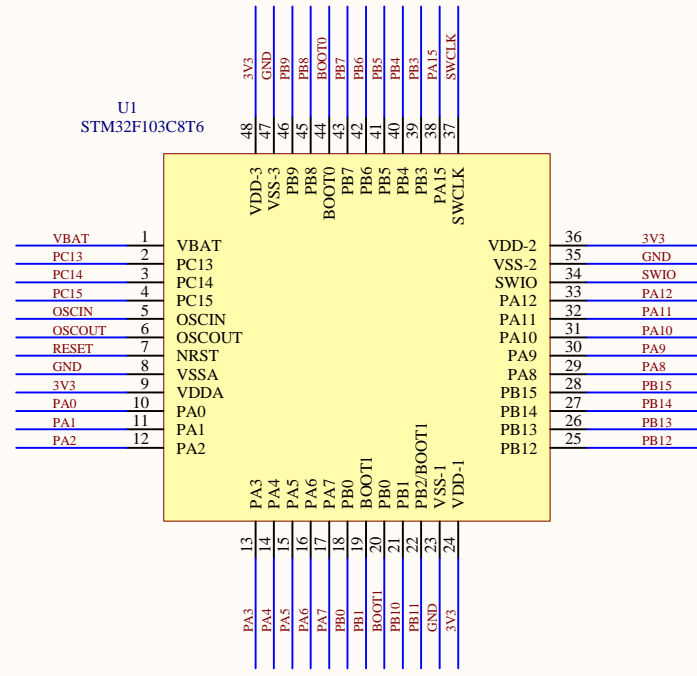 3V3 GND PB9 PB8 BOOT0 PB7 PB6 PB5 PB4 PB3 PA15 SWCLK
U1
STM32F103C8T6
48 47 46 45 44 43 42 41 40 39 38 37
VDD-3 VSS-3 PB9 PB8 BOOT0 PB7 PB6 PB5 PB4 PB3 PA15 SWCLK
VBAT 1 VBAT VDD-2 36 3V3
PC13 2 PC13 VSS-2 35 GND
PC14 3 PC14 SWIO 34 SWIO
PC15 4 PC15 PA12 33 PA12
OSCIN 5 OSCIN PA11 32 PA11
OSCOUT 6 OSCOUT PA10 31 PA10
RESET 7 NRST PA9 30 PA9
GND 8 VSSA PA8 29 PA8
3V3 9 VDDA PB15 28 PB15
PA0 10 PA0 PB14 27 PB14
PA1 11 PA1 PB13 26 PB13
PA2 12 PA2 PB12 25 PB12
PA3 PA4 PA5 PA6 PA7 PB0 BOOT1 PB0 PB1 PB2/BOOT1 VSS-1 VDD-1
13 14 15 16 17 18 19 20 21 22 23 24
PA3 PA4 PA5 PA6 PA7 PB0 PB1 BOOT1 PB10 PB11 GND 3V3